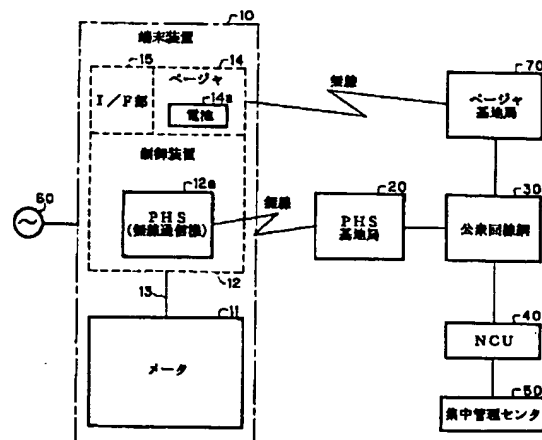 10
端末装置
15
14
I/F部
ページャ
14a
電池
制御装置
12a
PHS
(無線通信機)
60
13
12
11
メータ
無線
無線
20
PHS
基地局
70
ページャ
基地局
30
公衆回線網
40
NCU
50
集中管理センタ